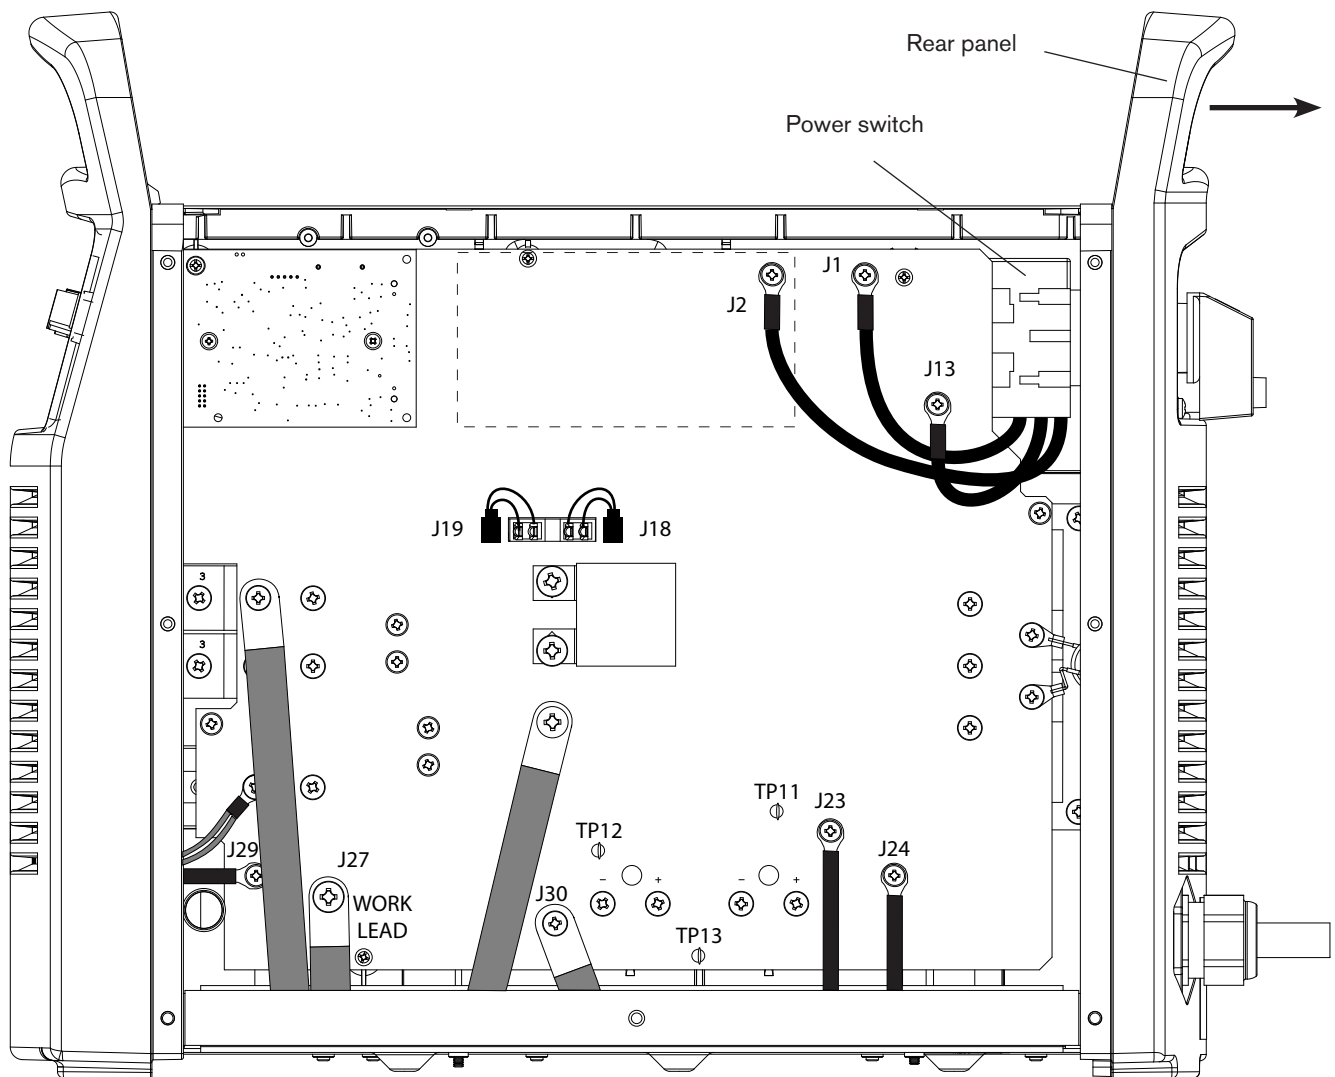 Rear panel
Power switch
J1
J2
J13
J19
J18
3
3
TP11
J23
TP12
J29
J27
J24
– +
– +
J30
WORK
LEAD
TP13